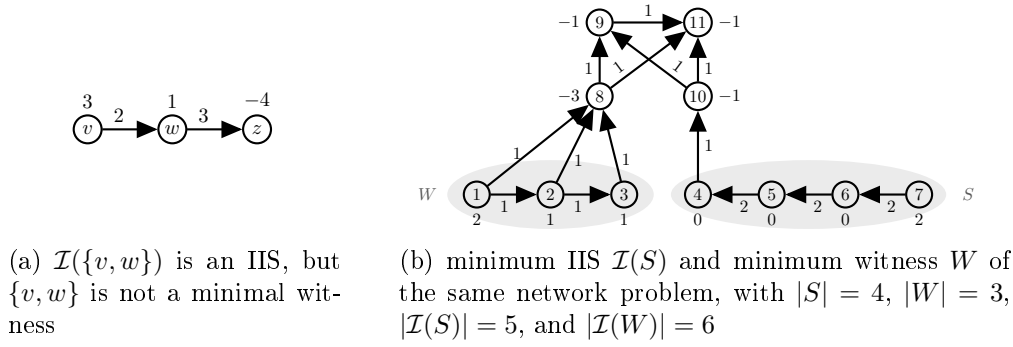 3 1 −4
v 2 w 3 z
−1 9 1 11 −1
1 1 1 1
−3 8 10 −1
1 1 1 1
W 1 1 2 1 3 4 2 5 2 6 2 7 S
2 1 1 0 0 0 2
(a) I({v, w}) is an IIS, but
{v, w} is not a minimal wit-
ness
(b) minimum IIS I(S) and minimum witness W of
the same network problem, with |S| = 4, |W| = 3,
|I(S)| = 5, and |I(W)| = 6